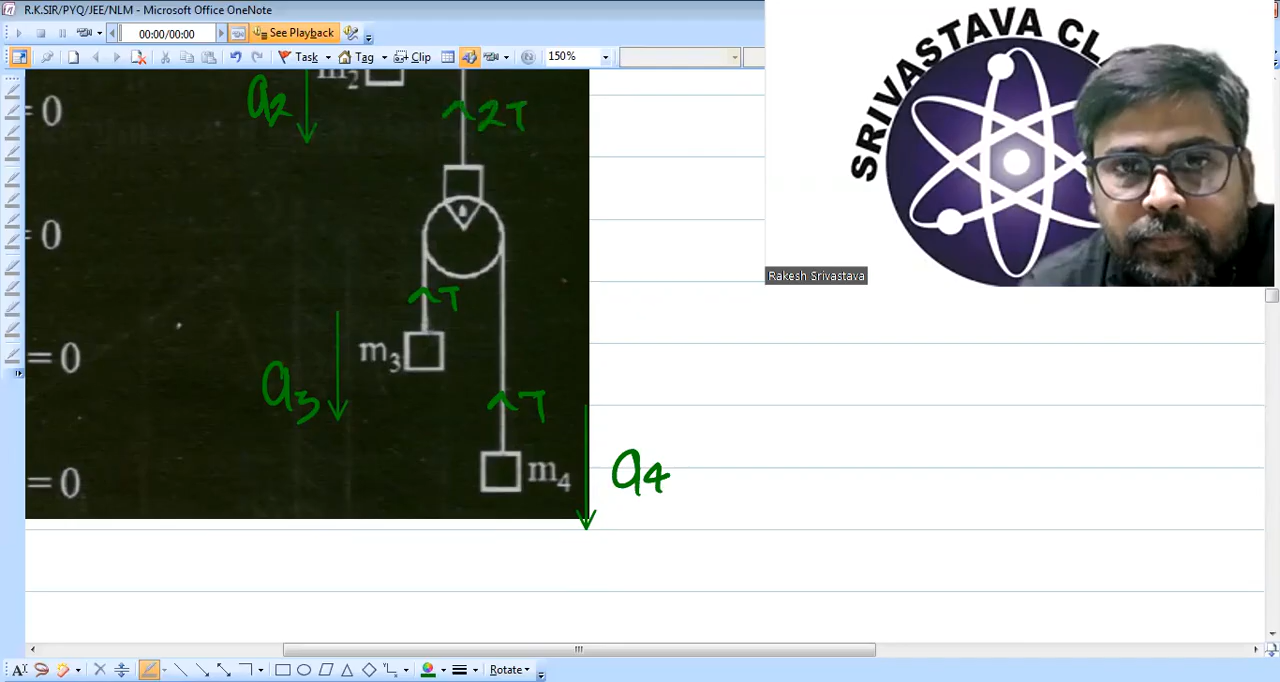 R.K.SIR/PYQ/JEE/NLM - Microsoft Office OneNote
00:00/00:00 See Playback
Task Tag Clip 150%
SRIVASTAVA CL
m2
a2
^2T
= 0
= 0
^T
m3
a3
= 0
^T
m4
a4
= 0
Rakesh Srivastava
Rotate